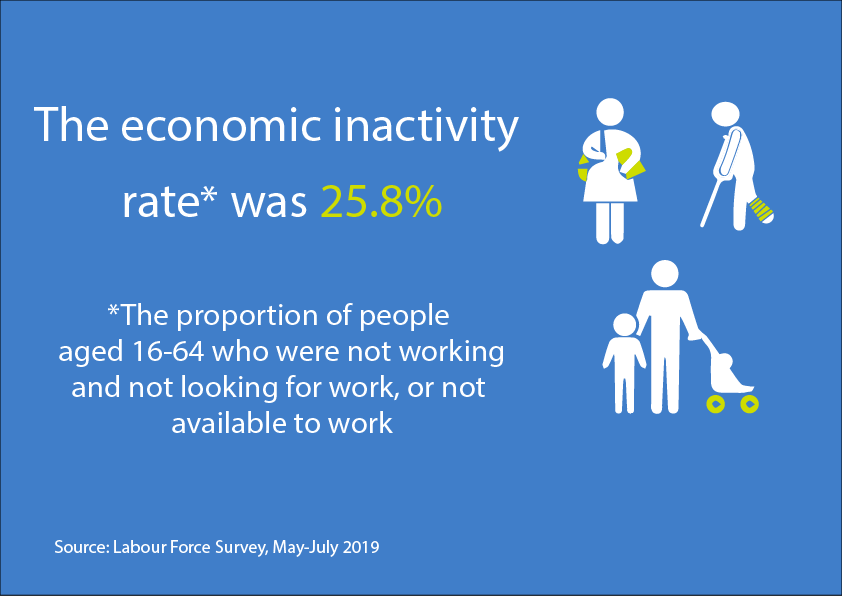 The economic inactivity
rate* was 25.8%
*The proportion of people
aged 16-64 who were not working
and not looking for work, or not
available to work
Source: Labour Force Survey, May-July 2019